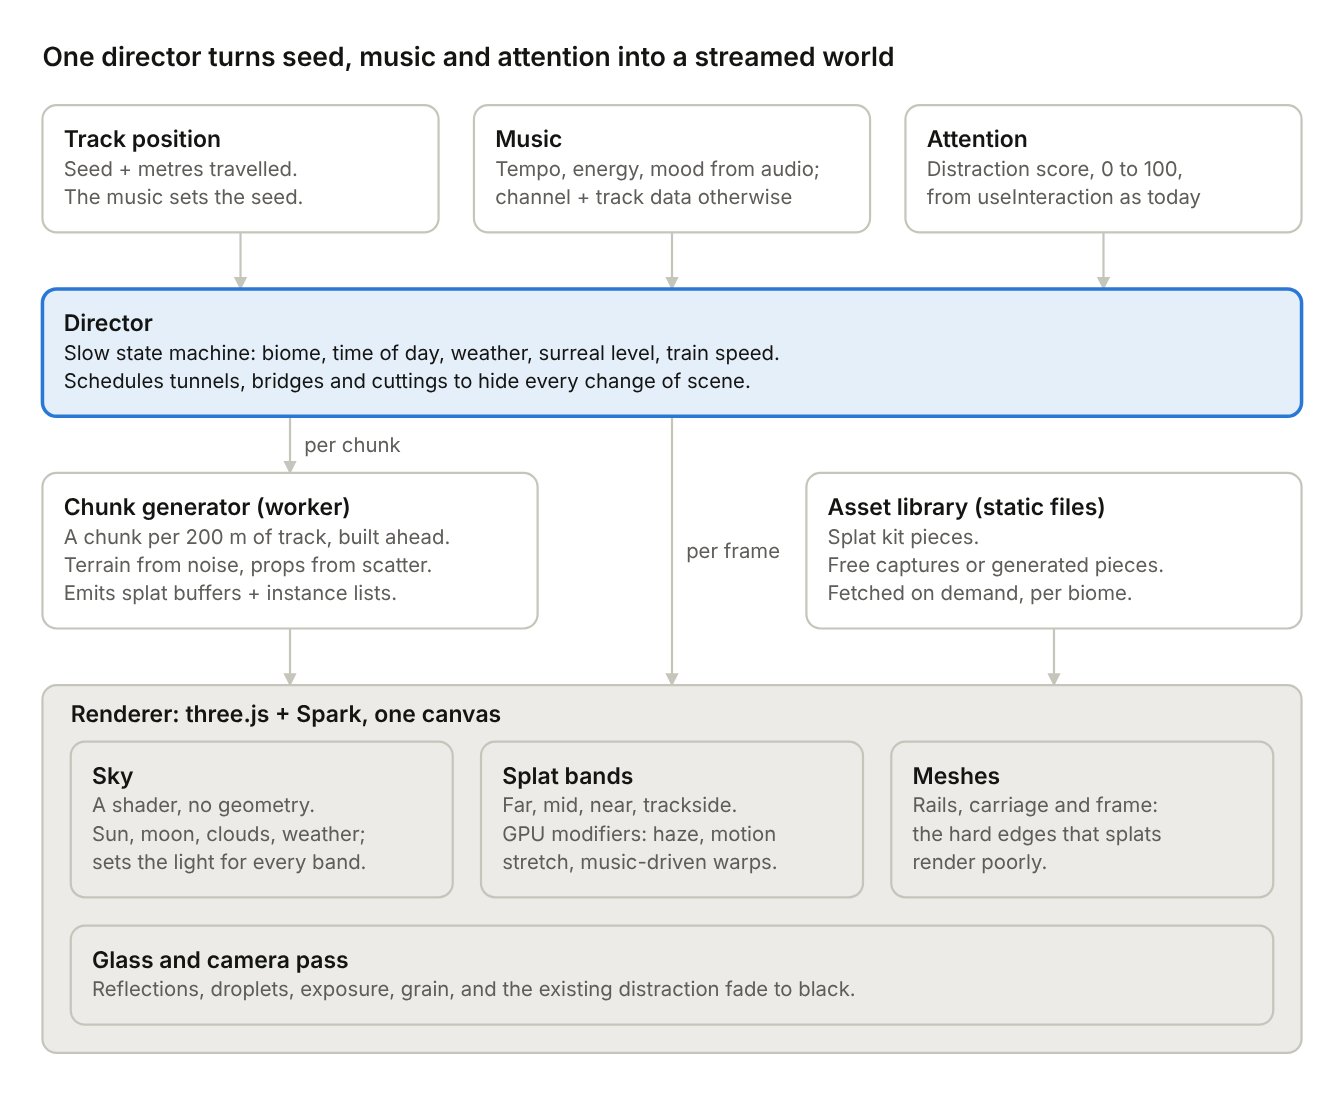 One director turns seed, music and attention into a streamed world
Track position
Seed + metres travelled.
The music sets the seed.
Music
Tempo, energy, mood from audio;
channel + track data otherwise
Attention
Distraction score, 0 to 100,
from useInteraction as today
Director
Slow state machine: biome, time of day, weather, surreal level, train speed.
Schedules tunnels, bridges and cuttings to hide every change of scene.
per chunk
Chunk generator (worker)
A chunk per 200 m of track, built ahead.
Terrain from noise, props from scatter.
Emits splat buffers + instance lists.
per frame
Asset library (static files)
Splat kit pieces.
Free captures or generated pieces.
Fetched on demand, per biome.
Renderer: three.js + Spark, one canvas
Sky
A shader, no geometry.
Sun, moon, clouds, weather;
sets the light for every band.
Splat bands
Far, mid, near, trackside.
GPU modifiers: haze, motion
stretch, music-driven warps.
Meshes
Rails, carriage and frame:
the hard edges that splats
render poorly.
Glass and camera pass
Reflections, droplets, exposure, grain, and the existing distraction fade to black.